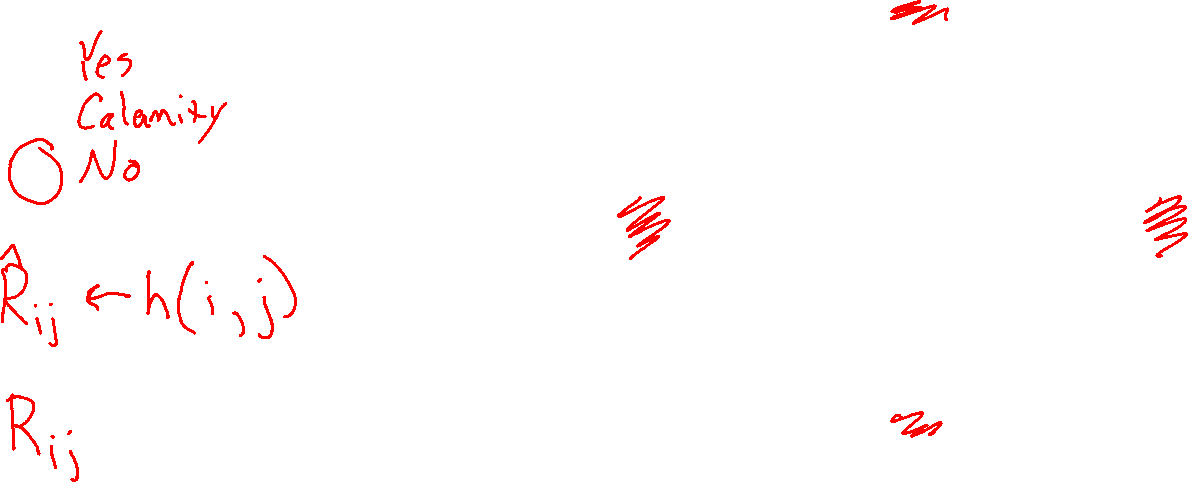 Yes
Calamity
No
R̂ij ← h(i,j)
Rij